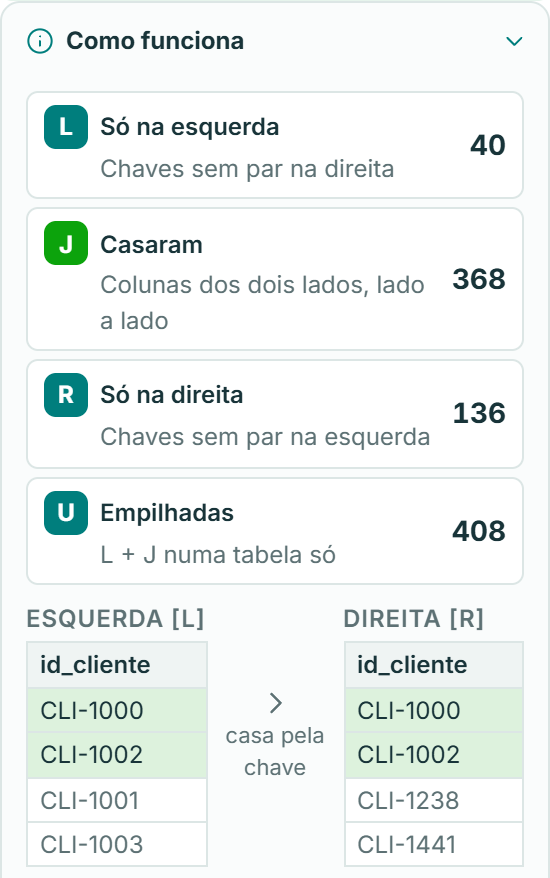 Como funciona
L Só na esquerda
Chaves sem par na direita
40
J Casaram
Colunas dos dois lados, lado
a lado
368
R Só na direita
Chaves sem par na esquerda
136
U Empilhadas
L + J numa tabela só
408
ESQUERDA [L]
id_cliente
CLI-1000
CLI-1002
CLI-1001
CLI-1003
casa pela
chave
DIREITA [R]
id_cliente
CLI-1000
CLI-1002
CLI-1238
CLI-1441